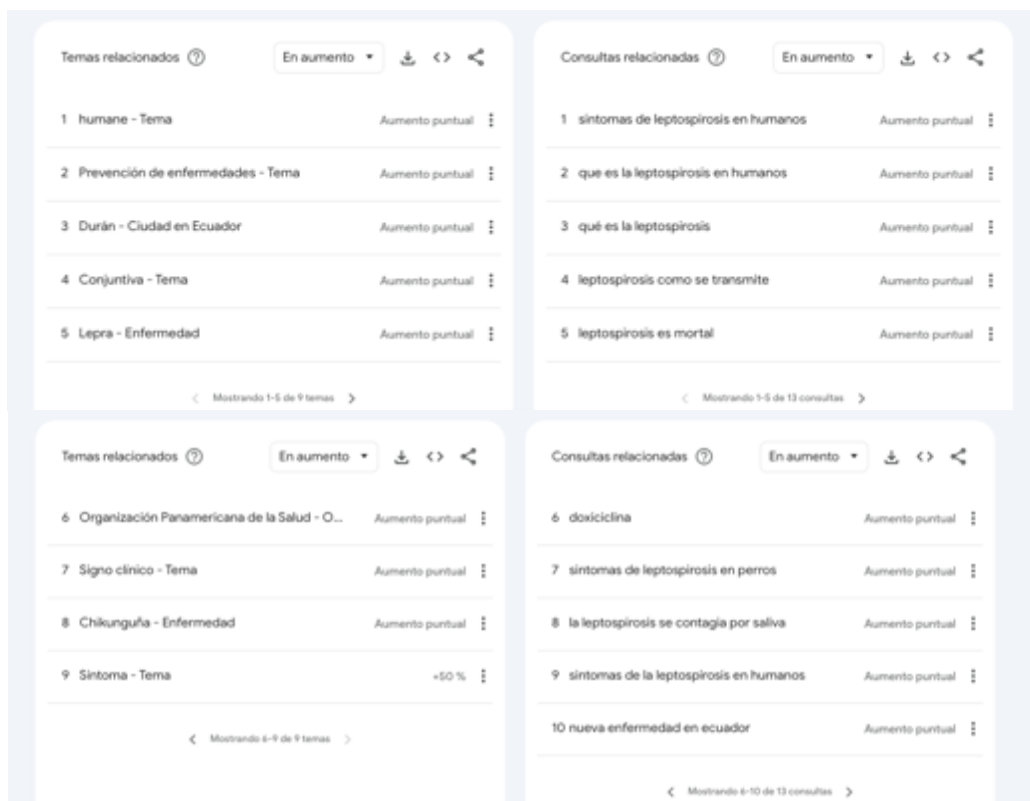 Temas relacionados
En aumento
1 humane - Tema
Aumento puntual
2 Prevención de enfermedades - Tema
Aumento puntual
3 Durán - Ciudad en Ecuador
Aumento puntual
4 Conjuntiva - Tema
Aumento puntual
5 Lepra - Enfermedad
Aumento puntual
Mostrando 1-5 de 9 temas
Consultas relacionadas
En aumento
1 sintomas de leptospirosis en humanos
Aumento puntual
2 que es la leptospirosis en humanos
Aumento puntual
3 qué es la leptospirosis
Aumento puntual
4 leptospirosis como se transmite
Aumento puntual
5 leptospirosis es mortal
Aumento puntual
Mostrando 1-5 de 13 consultas
Temas relacionados
En aumento
6 Organización Panamericana de la Salud - O...
Aumento puntual
7 Signo clínico - Tema
Aumento puntual
8 Chikunguña - Enfermedad
Aumento puntual
9 Síntoma - Tema
+50 %
Mostrando 6-9 de 9 temas
Consultas relacionadas
En aumento
6 doxiciclina
Aumento puntual
7 sintomas de leptospirosis en perros
Aumento puntual
8 la leptospirosis se contagia por saliva
Aumento puntual
9 síntomas de la leptospirosis en humanos
Aumento puntual
10 nueva enfermedad en ecuador
Aumento puntual
Mostrando 6-10 de 13 consultas